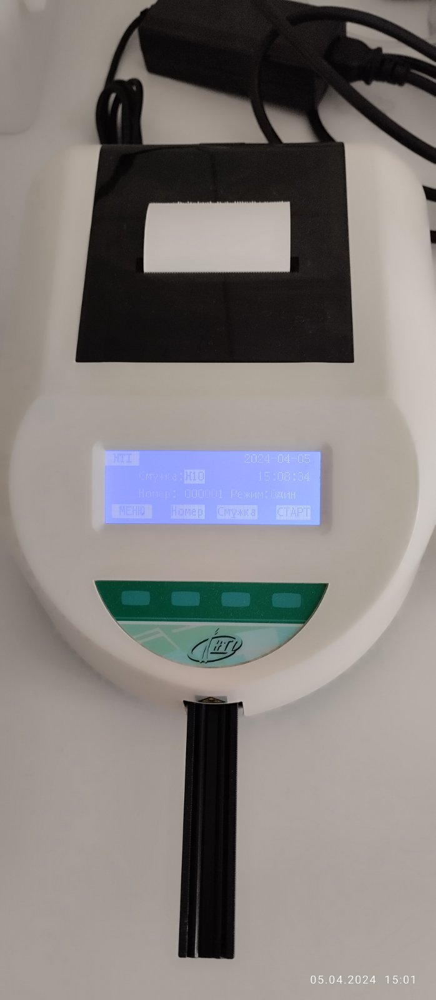 HTI 2024-04-05
Смужка:H10 15:08:34
Номер: 000001 Режим:Один
МЕНЮ Номер Смужка СТАРТ
HTI
05.04.2024 15:01